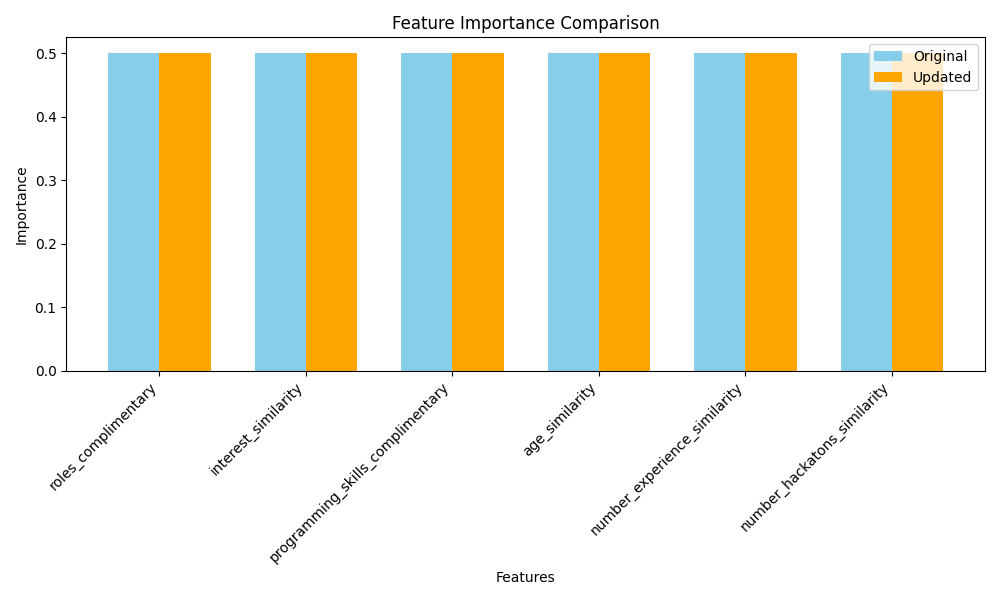 Feature Importance Comparison
Original
Updated
Importance
0.5
0.4
0.3
0.2
0.1
0.0
roles_complimentary
interest_similarity
programming_skills_complimentary
age_similarity
number_experience_similarity
number_hackatons_similarity
Features